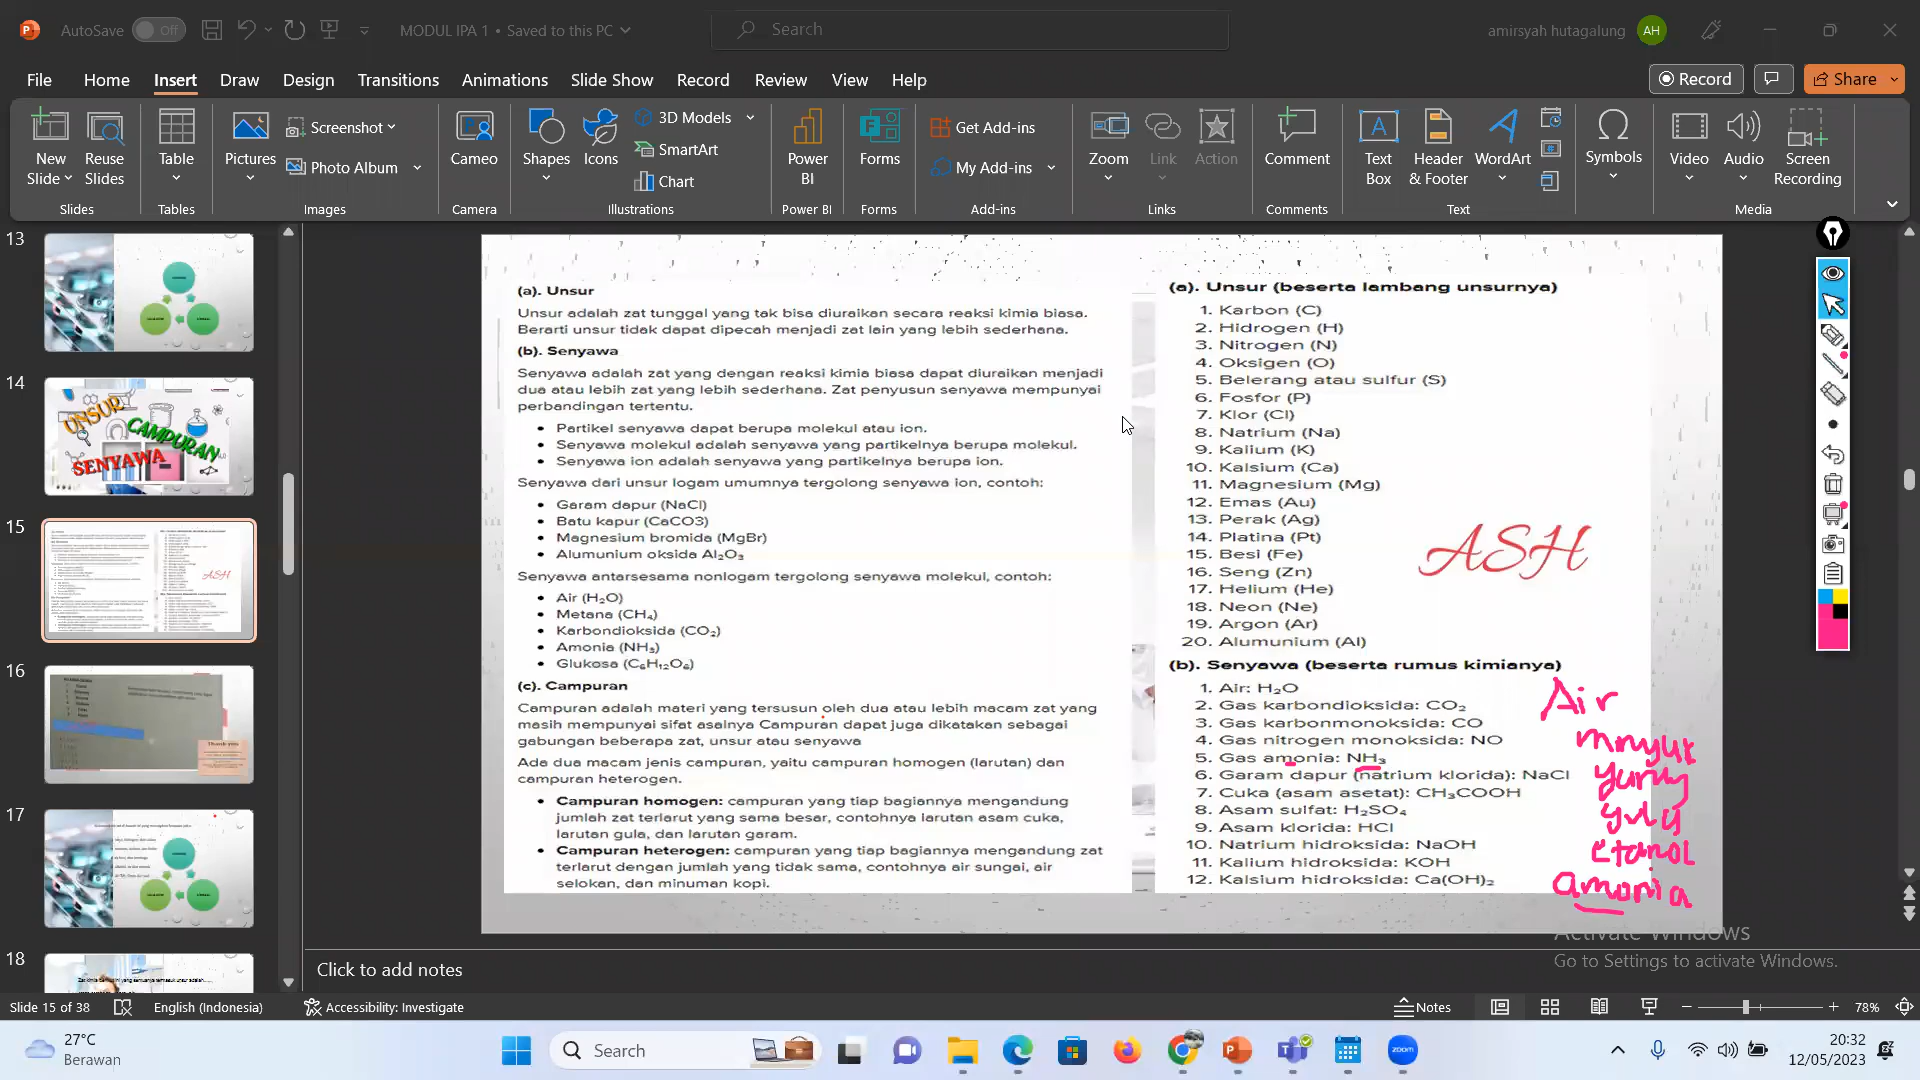 AutoSave Off MODUL IPA 1 • Saved to this PC Search amirsyah hutagalung AH
File Home Insert Draw Design Transitions Animations Slide Show Record Review View Help Record Share
New Slide Reuse Slides Table Pictures Screenshot Photo Album Cameo Shapes Icons 3D Models SmartArt Chart Power BI Forms Get Add-ins My Add-ins Zoom Link Action Comment Text Box Header & Footer WordArt Symbols Video Audio Screen Recording
Slides Tables Images Camera Illustrations Power BI Forms Add-ins Links Comments Text Media
13
14
UNSUR
CAMPURAN
SENYAWA
15
16
17
18
(a). Unsur
Unsur adalah zat tunggal yang tak bisa diuraikan secara reaksi kimia biasa.
Berarti unsur tidak dapat dipecah menjadi zat lain yang lebih sederhana.
(b). Senyawa
Senyawa adalah zat yang dengan reaksi kimia biasa dapat diuraikan menjadi
dua atau lebih zat yang lebih sederhana. Zat penyusun senyawa mempunyai
perbandingan tertentu.
• Partikel senyawa dapat berupa molekul atau ion.
• Senyawa molekul adalah senyawa yang partikelnya berupa molekul.
• Senyawa ion adalah senyawa yang partikelnya berupa ion.
Senyawa dari unsur logam umumnya tergolong senyawa ion, contoh:
• Garam dapur (NaCl)
• Batu kapur (CaCO3)
• Magnesium bromida (MgBr)
• Alumunium oksida Al₂O₃
Senyawa antarsesama nonlogam tergolong senyawa molekul, contoh:
• Air (H₂O)
• Metana (CH₄)
• Karbondioksida (CO₂)
• Amonia (NH₃)
• Glukosa (C₆H₁₂O₆)
(c). Campuran
Campuran adalah materi yang tersusun oleh dua atau lebih macam zat yang
masih mempunyai sifat asalnya Campuran dapat juga dikatakan sebagai
gabungan beberapa zat, unsur atau senyawa
Ada dua macam jenis campuran, yaitu campuran homogen (larutan) dan
campuran heterogen.
• Campuran homogen: campuran yang tiap bagiannya mengandung
jumlah zat terlarut yang sama besar, contohnya larutan asam cuka,
larutan gula, dan larutan garam.
• Campuran heterogen: campuran yang tiap bagiannya mengandung zat
terlarut dengan jumlah yang tidak sama, contohnya air sungai, air
selokan, dan minuman kopi.
(a). Unsur (beserta lambang unsurnya)
1. Karbon (C)
2. Hidrogen (H)
3. Nitrogen (N)
4. Oksigen (O)
5. Belerang atau sulfur (S)
6. Fosfor (P)
7. Klor (Cl)
8. Natrium (Na)
9. Kalium (K)
10. Kalsium (Ca)
11. Magnesium (Mg)
12. Emas (Au)
13. Perak (Ag)
14. Platina (Pt)
15. Besi (Fe)
16. Seng (Zn)
17. Helium (He)
18. Neon (Ne)
19. Argon (Ar)
20. Alumunium (Al)
ASH
(b). Senyawa (beserta rumus kimianya)
1. Air: H₂O
2. Gas karbondioksida: CO₂
3. Gas karbonmonoksida: CO
4. Gas nitrogen monoksida: NO
5. Gas amonia: NH₃
6. Garam dapur (natrium klorida): NaCl
7. Cuka (asam asetat): CH₃COOH
8. Asam sulfat: H₂SO₄
9. Asam klorida: HCl
10. Natrium hidroksida: NaOH
11. Kalium hidroksida: KOH
12. Kalsium hidroksida: Ca(OH)₂
Air
etanol
amonia
Activate Windows
Go to Settings to activate Windows.
Click to add notes
Slide 15 of 38 English (Indonesia) Accessibility: Investigate Notes 78%
27°C
Berawan
Search
zoom
20:32
12/05/2023